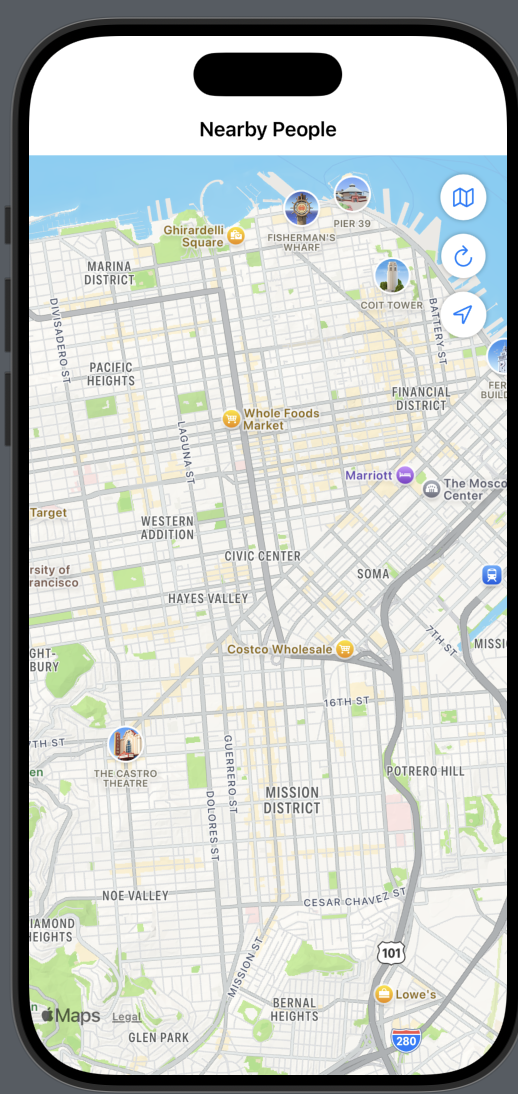 Nearby People
PIER 39
Ghirardelli
Square
FISHERMAN'S
WHARF
MARINA
DISTRICT
COIT TOWER
DIVISADERO ST
BATTERY ST
PACIFIC
HEIGHTS
FER
BUILD
FINANCIAL
DISTRICT
Whole Foods
Market
LAGUNA ST
Marriott
The Mosco
Center
Target
WESTERN
ADDITION
CIVIC CENTER
rsity of
rancisco
SOMA
HAYES VALLEY
7TH ST
MISSI
Costco Wholesale
GHT-
BURY
16TH ST
7TH ST
THE CASTRO
THEATRE
en
GUERRERO ST
POTRERO HILL
MISSION
DISTRICT
DOLORES ST
NOE VALLEY
CESAR CHAVEZ ST
IAMOND
HEIGHTS
101
MISSION ST
Lowe's
n
BERNAL
HEIGHTS
Maps
Legal
GLEN PARK
280